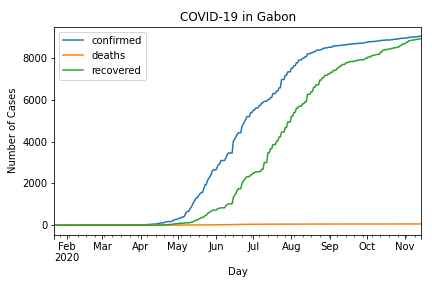 COVID-19 in Gabon
confirmed
deaths
recovered
Number of Cases
8000
6000
4000
2000
0
Feb Mar Apr May Jun Jul Aug Sep Oct Nov
2020
Day